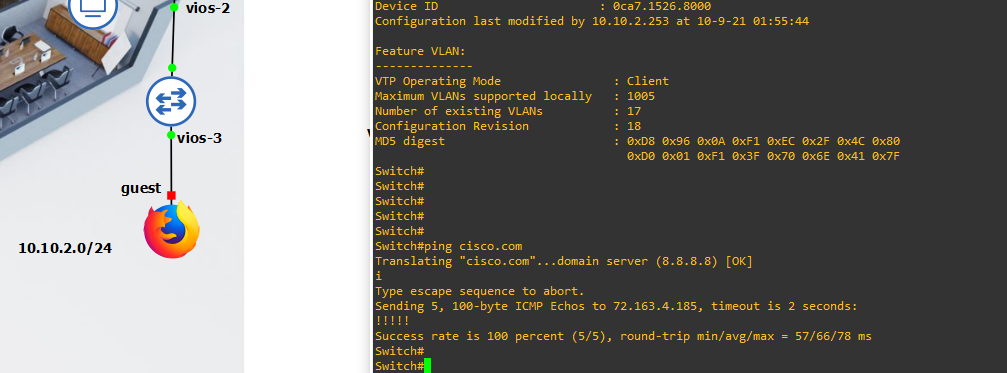 vios-2
vios-3
guest
10.10.2.0/24
Device ID                       : 0ca7.1526.8000
Configuration last modified by 10.10.2.253 at 10-9-21 01:55:44
Feature VLAN:
--------------
VTP Operating Mode                : Client
Maximum VLANs supported locally   : 1005
Number of existing VLANs          : 17
Configuration Revision            : 18
MD5 digest                        : 0xD8 0x96 0x0A 0xF1 0xEC 0x2F 0x4C 0x80
                                    0xD0 0x01 0xF1 0x3F 0x70 0x6E 0x41 0x7F
Switch#
Switch#
Switch#
Switch#
Switch#
Switch#ping cisco.com
Translating "cisco.com"...domain server (8.8.8.8) [OK]
i
Type escape sequence to abort.
Sending 5, 100-byte ICMP Echos to 72.163.4.185, timeout is 2 seconds:
!!!!!
Success rate is 100 percent (5/5), round-trip min/avg/max = 57/66/78 ms
Switch#
Switch#